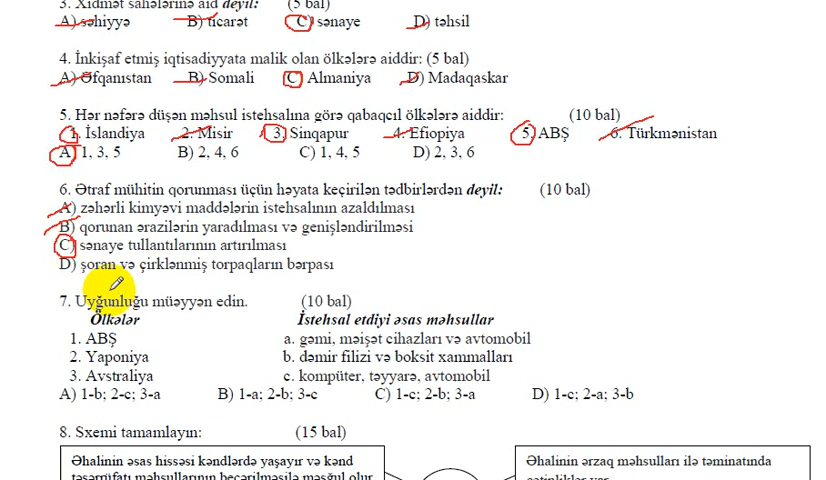 3. Xidmət sahələrinə aid deyil: (5 bal)
A) səhiyyə B) ticarət C) sənaye D) təhsil
4. İnkişaf etmiş iqtisadiyyata malik olan ölkələrə aiddir: (5 bal)
A) Əfqanıstan B) Somali C) Almaniya D) Madaqaskar
5. Hər nəfərə düşən məhsul istehsalına görə qabaqcıl ölkələrə aiddir: (10 bal)
1. İslandiya 2. Misir 3. Sinqapur 4. Efiopiya 5. ABŞ 6. Türkmənistan
A) 1, 3, 5 B) 2, 4, 6 C) 1, 4, 5 D) 2, 3, 6
6. Ətraf mühitin qorunması üçün həyata keçirilən tədbirlərdən deyil: (10 bal)
A) zəhərli kimyəvi maddələrin istehsalının azaldılması
B) qorunan ərazilərin yaradılması və genişləndirilməsi
C) sənaye tullantılarının artırılması
D) şoran və çirklənmiş torpaqların bərpası
7. Uyğunluğu müəyyən edin. (10 bal)
Ölkələr İstehsal etdiyi əsas məhsullar
1. ABŞ a. gəmi, məişət cihazları və avtomobil
2. Yaponiya b. dəmir filizi və boksit xammalları
3. Avstraliya c. kompüter, təyyarə, avtomobil
A) 1-b; 2-c; 3-a B) 1-a; 2-b; 3-c C) 1-c; 2-b; 3-a D) 1-c; 2-a; 3-b
8. Sxemi tamamlayın: (15 bal)
Əhalinin əsas hissəsi kəndlərdə yaşayır və kənd Əhalinin ərzaq məhsulları ilə təminatında
təsərrüfatı məhsullarının becərilməsilə məşğul olur çətinliklər var